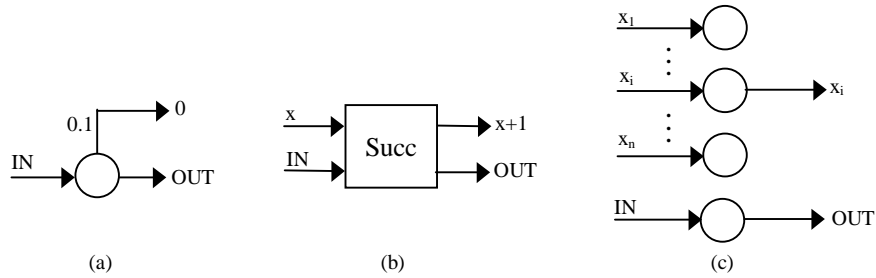 0
0.1
IN
OUT
(a)
x
x+1
IN
Succ
OUT
(b)
x1
xi
xi
xn
IN
OUT
(c)